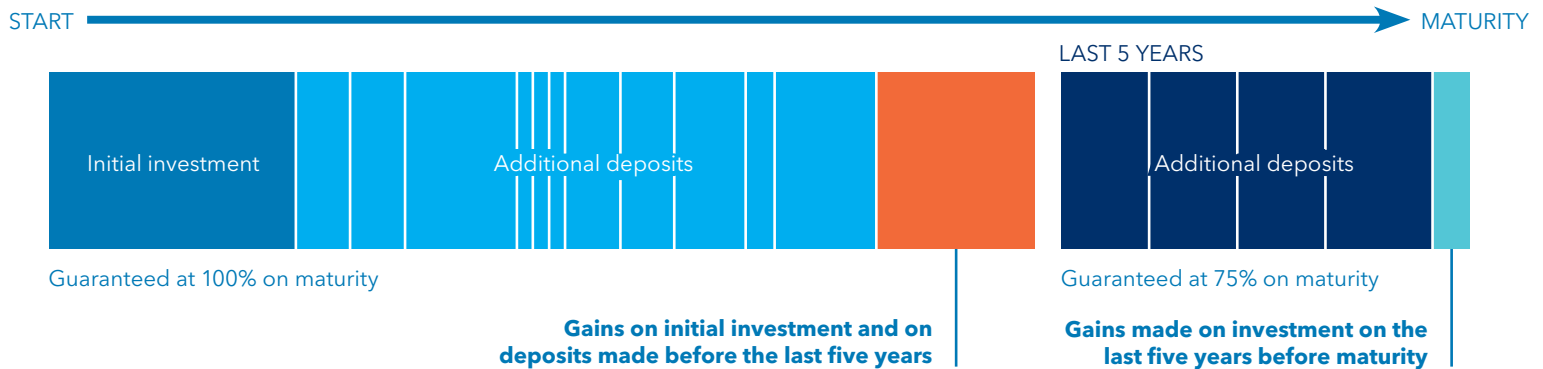 START
MATURITY
LAST 5 YEARS
Initial investment
Additional deposits
Additional deposits
Guaranteed at 100% on maturity
Guaranteed at 75% on maturity
Gains on initial investment and on
deposits made before the last five years
Gains made on investment on the
last five years before maturity